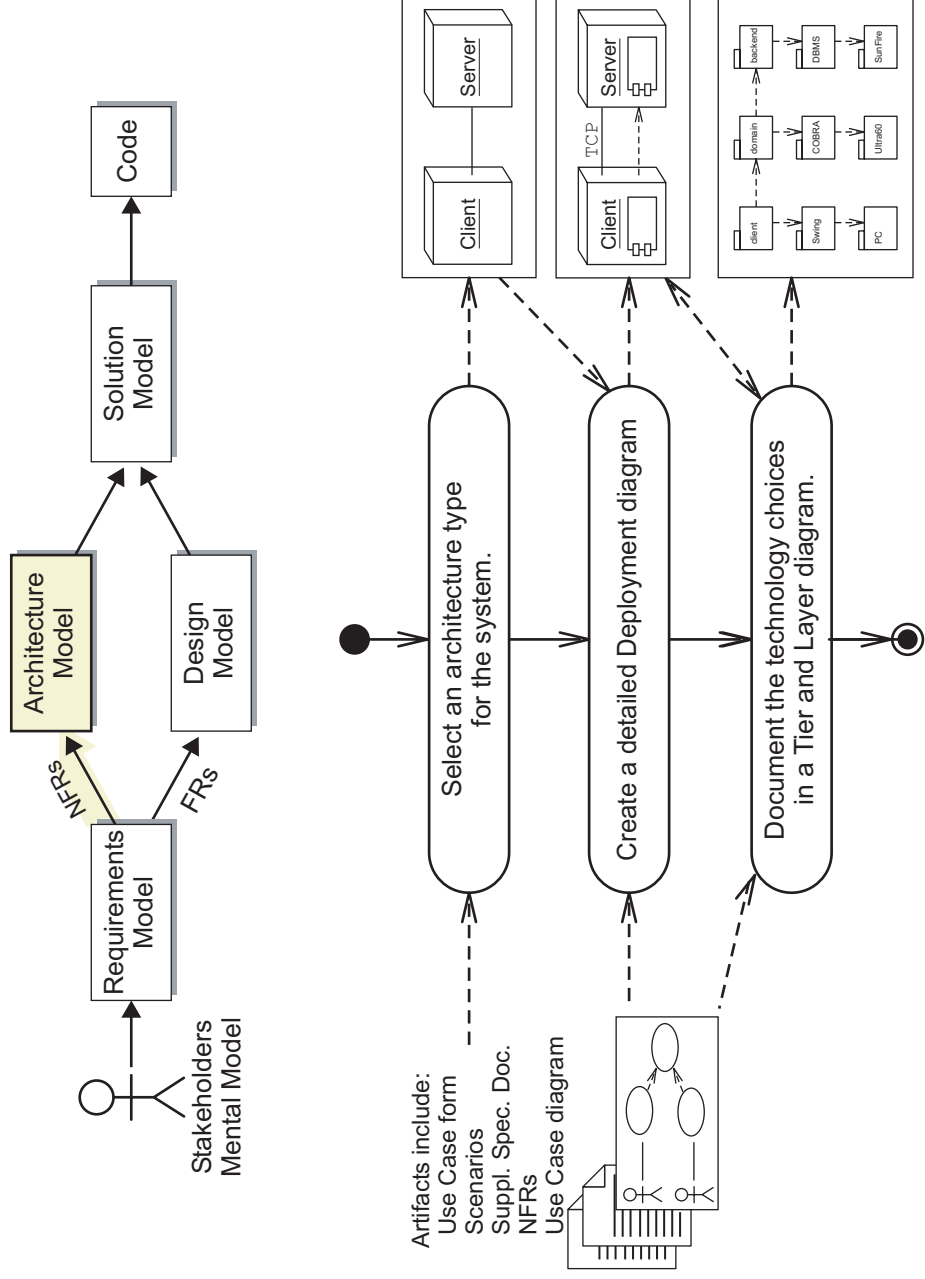 Stakeholders
Mental Model
Requirements
Model
NFRs
FRs
Architecture
Model
Design
Model
Solution
Model
Code
Artifacts include:
Use Case form
Scenarios
Suppl. Spec. Doc.
NFRs
Use Case diagram
Select an architecture type
for the system.
Client
Server
Create a detailed Deployment diagram
Client
TCP
Server
Document the technology choices
in a Tier and Layer diagram.
client
domain
backend
Swing
COBRA
DBMS
PC
Ultra60
SunFire